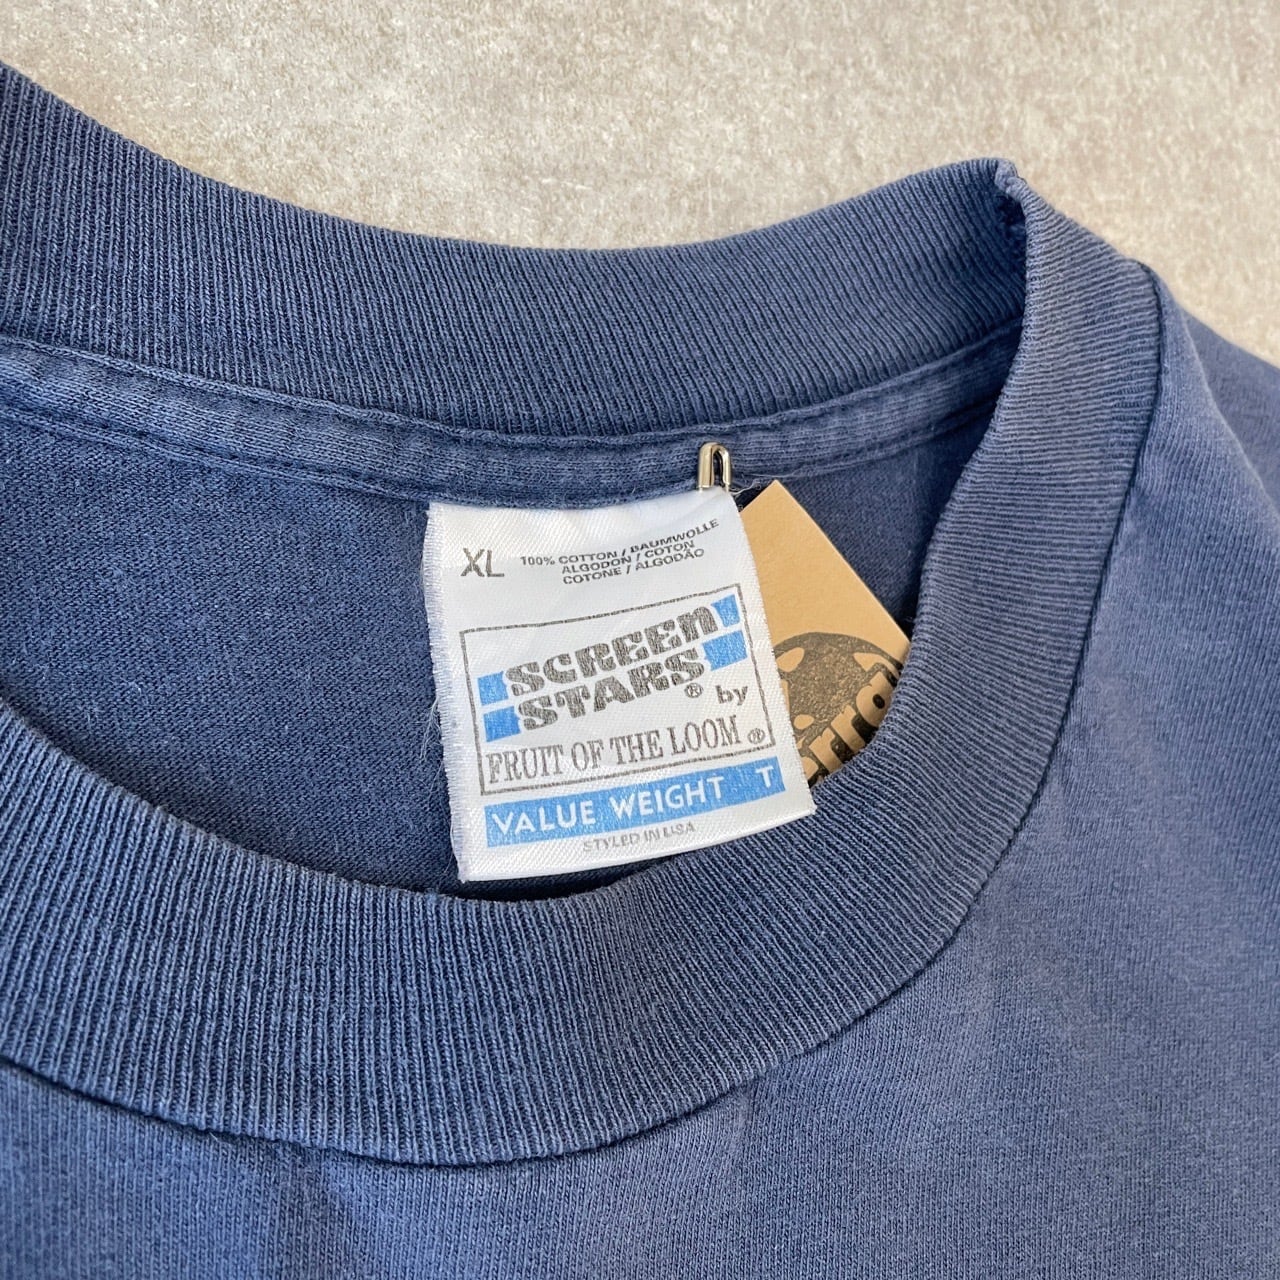 XL
100% COTTON / BAUMWOLLE
ALGODON / COTON
COTONE / ALGODÃO
SCREEN
STARS® by
FRUIT OF THE LOOM ®
VALUE WEIGHT T
STYLED IN USA